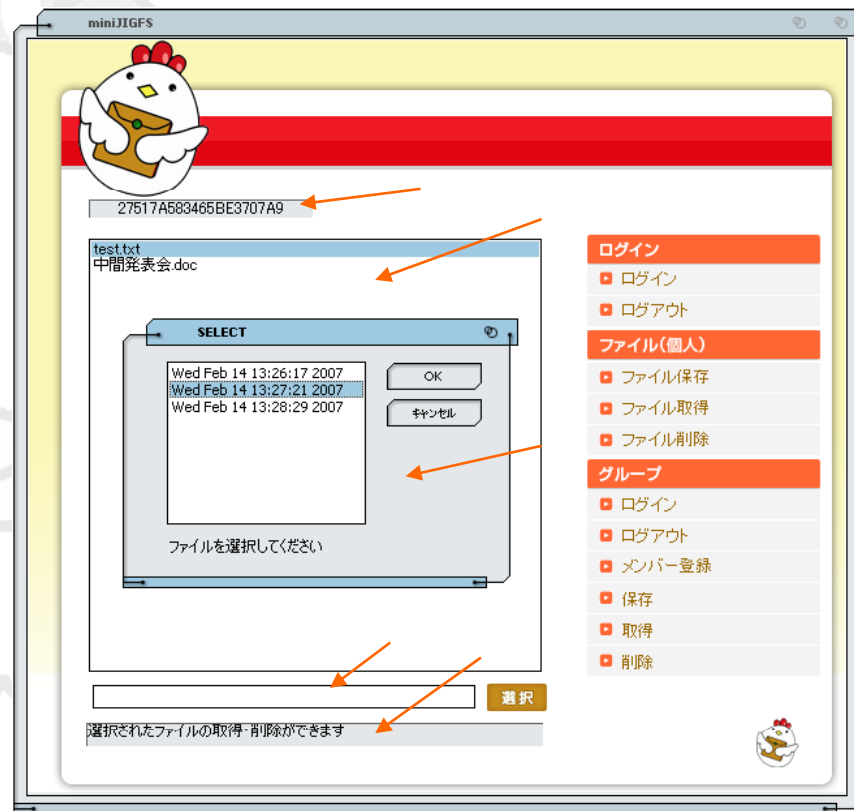 miniJIGFS
27517A583465BE3707A9
test.txt
中間発表会.doc
SELECT
Wed Feb 14 13:26:17 2007
Wed Feb 14 13:27:21 2007
Wed Feb 14 13:28:29 2007
OK
キャンセル
ファイルを選択してください
選択
選択されたファイルの取得・削除ができます
ログイン
ログイン
ログアウト
ファイル(個人)
ファイル保存
ファイル取得
ファイル削除
グループ
ログイン
ログアウト
メンバー登録
保存
取得
削除